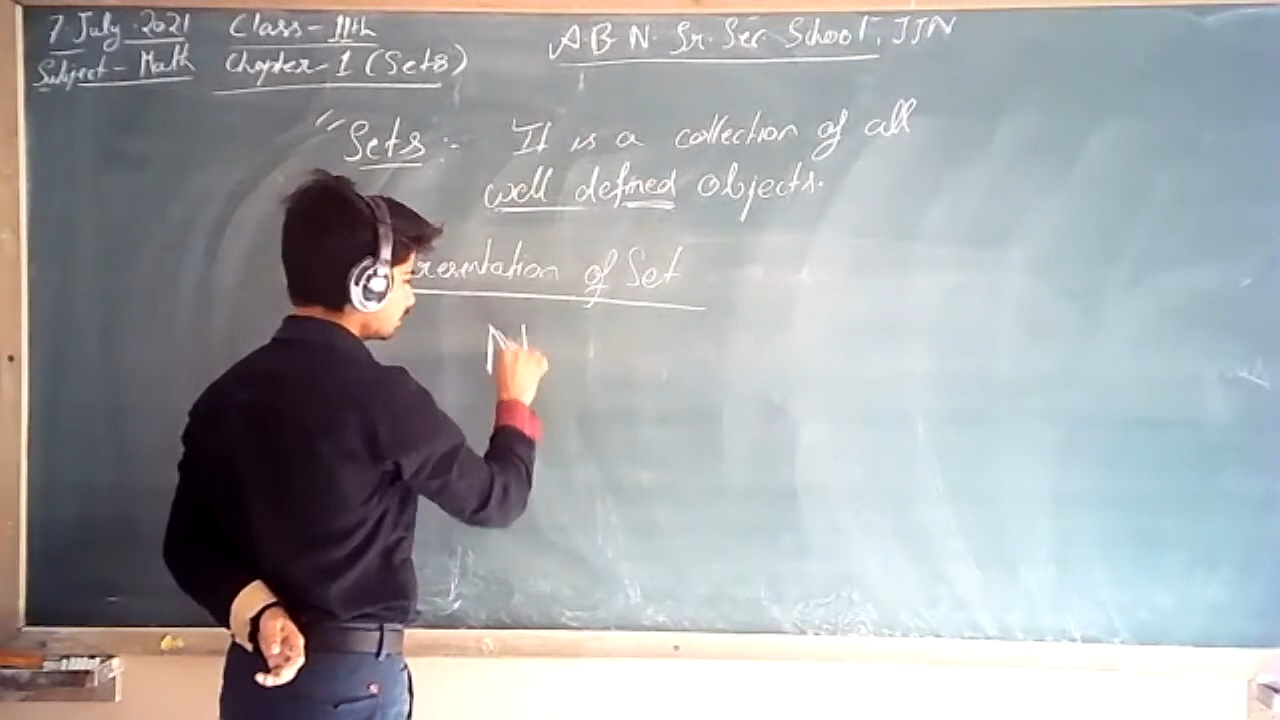 7 July 2021 Class - 11th A.B.N. Sr. Sec School, JJN
Subject - Math Chapter - 1 (Sets)
"Sets :- It is a collection of all
well defined objects.
resentation of Set
N